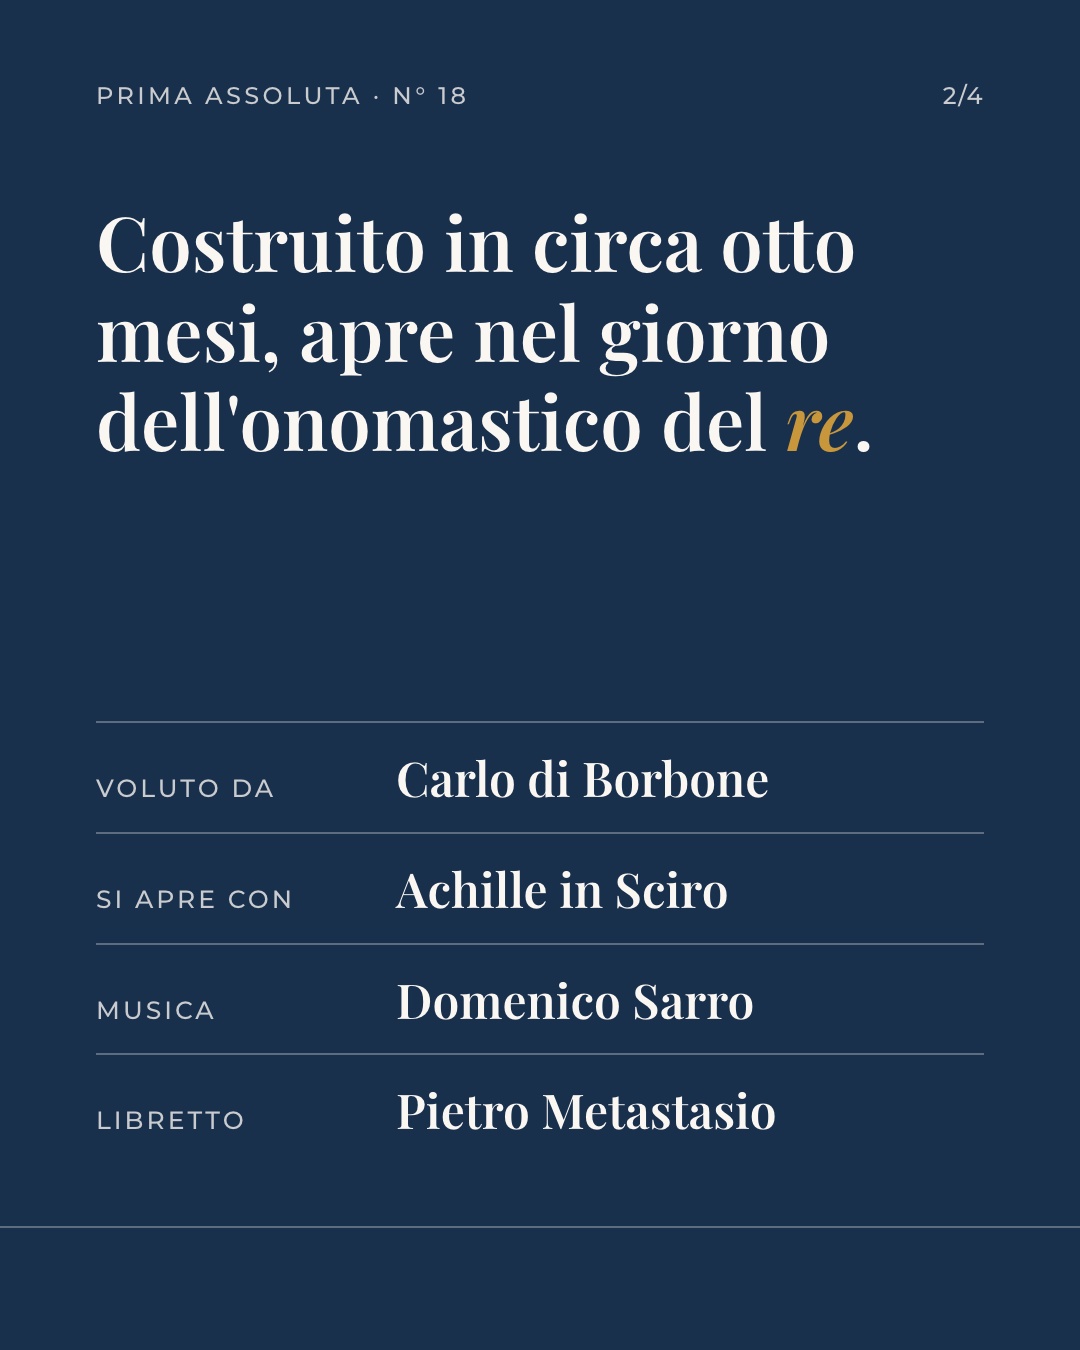 PRIMA ASSOLUTA · N° 18
2/4
Costruito in circa otto
mesi, apre nel giorno
dell'onomastico del re.
VOLUTO DA Carlo di Borbone
SI APRE CON Achille in Sciro
MUSICA Domenico Sarro
LIBRETTO Pietro Metastasio